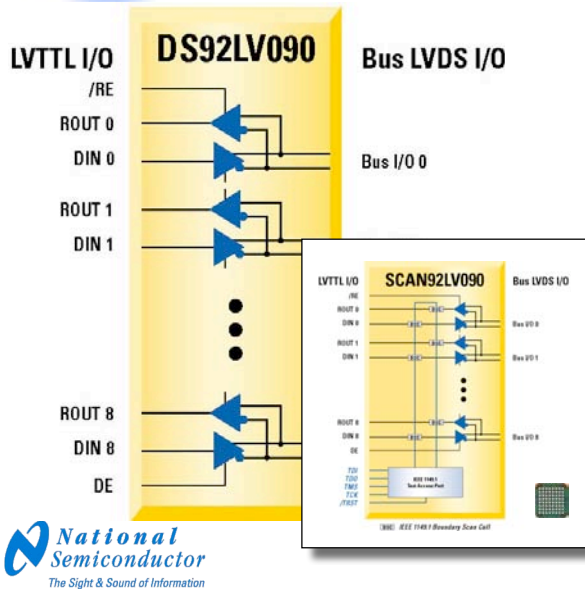 LVTTL I/O
DS92LV090
Bus LVDS I/O
/RE
ROUT 0
DIN 0
Bus I/O 0
ROUT 1
DIN 1
ROUT 8
DIN 8
DE
LVTTL I/O
SCAN92LV090
Bus LVDS I/O
/RE
ROUT 0
DIN 0
Bus I/O 0
ROUT 1
DIN 1
Bus I/O 1
ROUT 8
DIN 8
Bus I/O 8
DE
TDI
TDO
TMS
TCK
/TRST
IEEE 1149.1
Test Access Port
BSC IEEE 1149.1 Boundary Scan Cell
National
Semiconductor
The Sight & Sound of Information